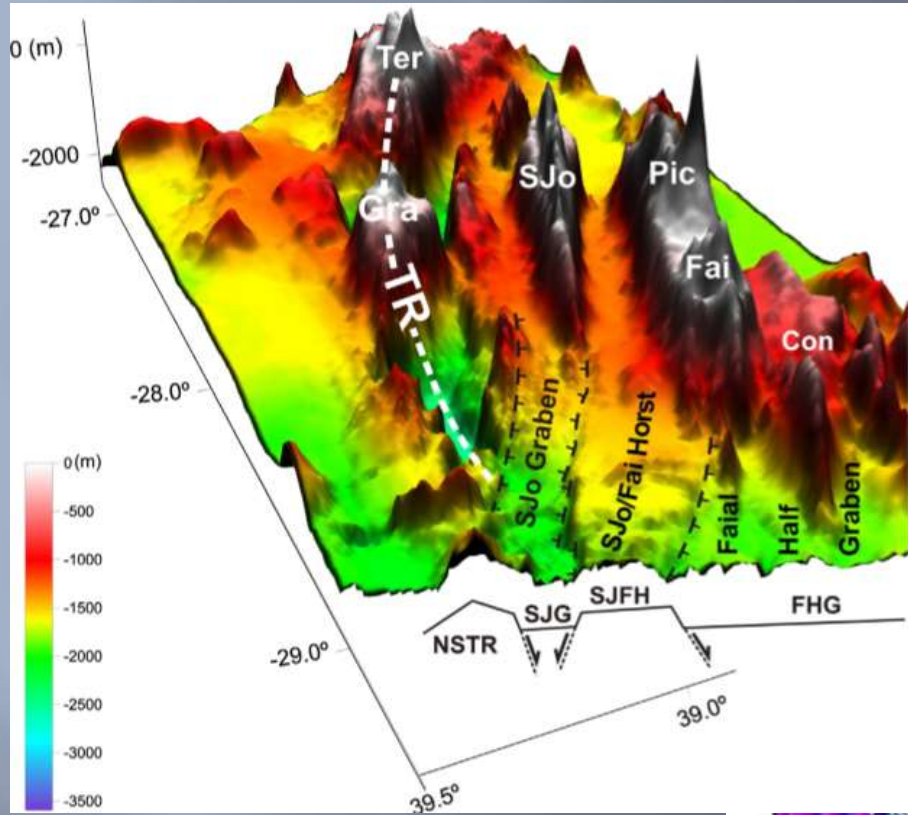 0 (m)
-2000
-27.0º
-28.0º
-29.0º
39.5º
39.0º
Ter
Gra
TR
SJo
Pic
Fai
Con
SJo Graben
SJo/Fai Horst
Faial
Half
Graben
NSTR
SJG
SJFH
FHG
0 (m)
-500
-1000
-1500
-2000
-2500
-3000
-3500